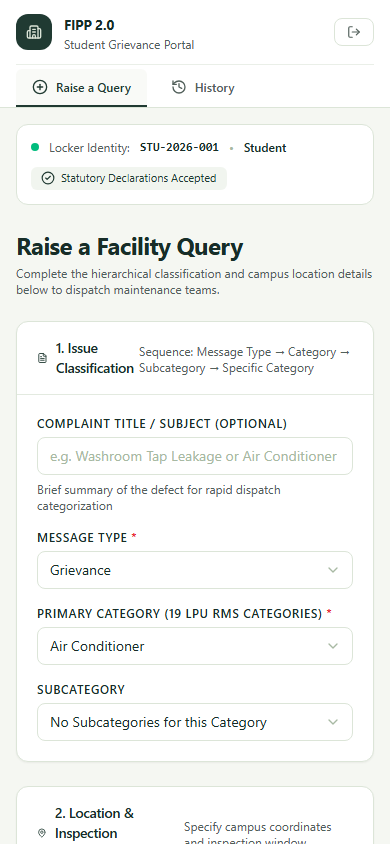 FIPP 2.0
Student Grievance Portal
Raise a Query
History
Locker Identity: STU-2026-001 • Student
Statutory Declarations Accepted
Raise a Facility Query
Complete the hierarchical classification and campus location details
below to dispatch maintenance teams.
1. Issue
Classification
Sequence: Message Type → Category →
Subcategory → Specific Category
COMPLAINT TITLE / SUBJECT (OPTIONAL)
e.g. Washroom Tap Leakage or Air Conditioner
Brief summary of the defect for rapid dispatch
categorization
MESSAGE TYPE *
Grievance
PRIMARY CATEGORY (19 LPU RMS CATEGORIES) *
Air Conditioner
SUBCATEGORY
No Subcategories for this Category
2. Location &
Inspection
Specify campus coordinates
and inspection window